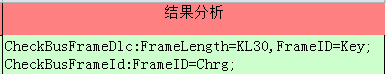 结果分析
CheckBusFrameDlc:FrameLength=KL30,FrameID=Key;
CheckBusFrameId:FrameID=Chrg;